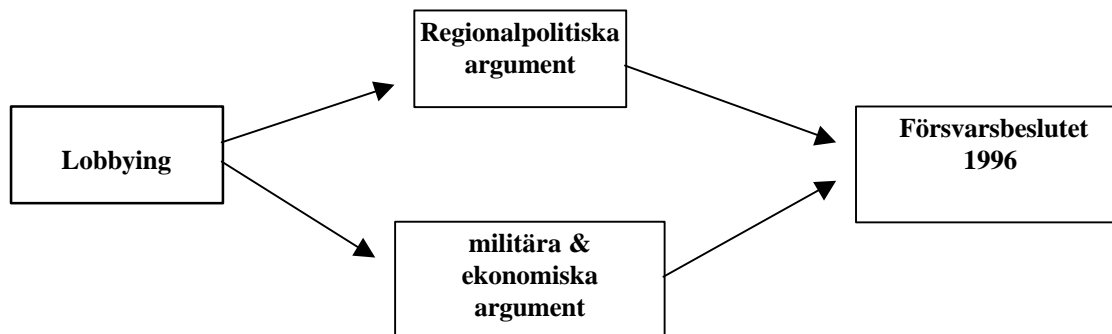 Regionalpolitiska
argument
Lobbying
Försvarsbeslutet
1996
militära &
ekonomiska
argument